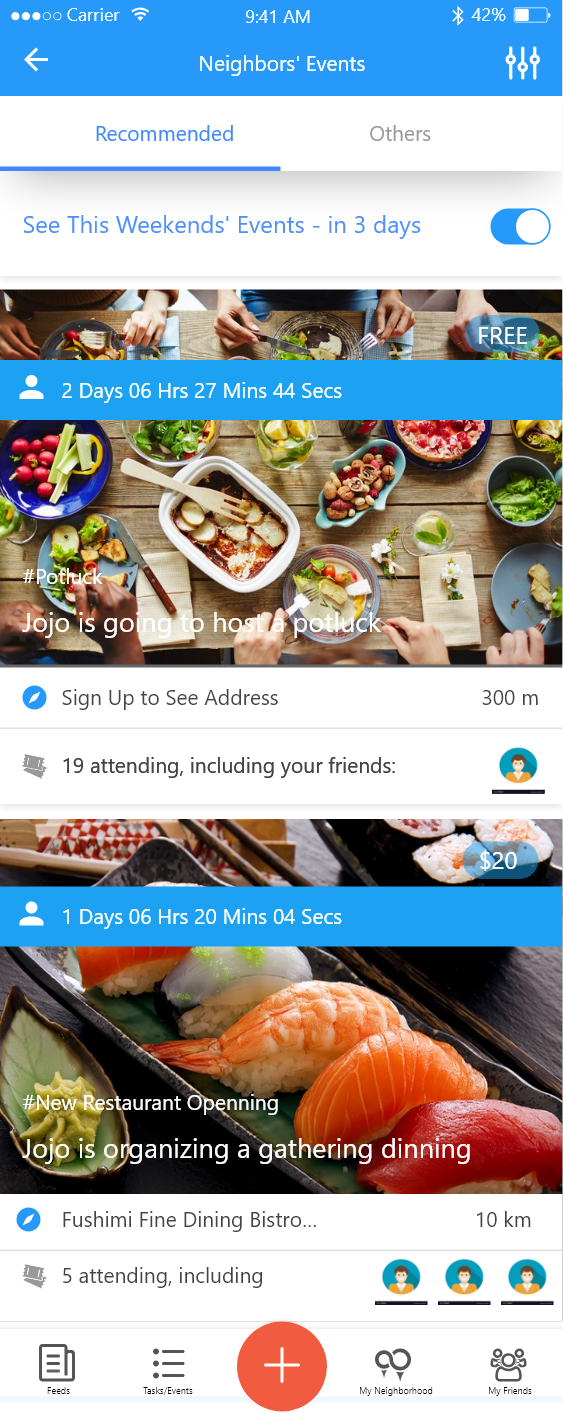 Carrier 9:41 AM 42%
Neighbors' Events
Recommended Others
See This Weekends' Events - in 3 days
FREE
2 Days 06 Hrs 27 Mins 44 Secs
#Potluck
Jojo is going to host a potluck
Sign Up to See Address 300 m
19 attending, including your friends:
$20
1 Days 06 Hrs 20 Mins 04 Secs
#New Restaurant Openning
Jojo is organizing a gathering dinning
Fushimi Fine Dining Bistro... 10 km
5 attending, including
Feeds Tasks/Events My Neighborhood My Friends